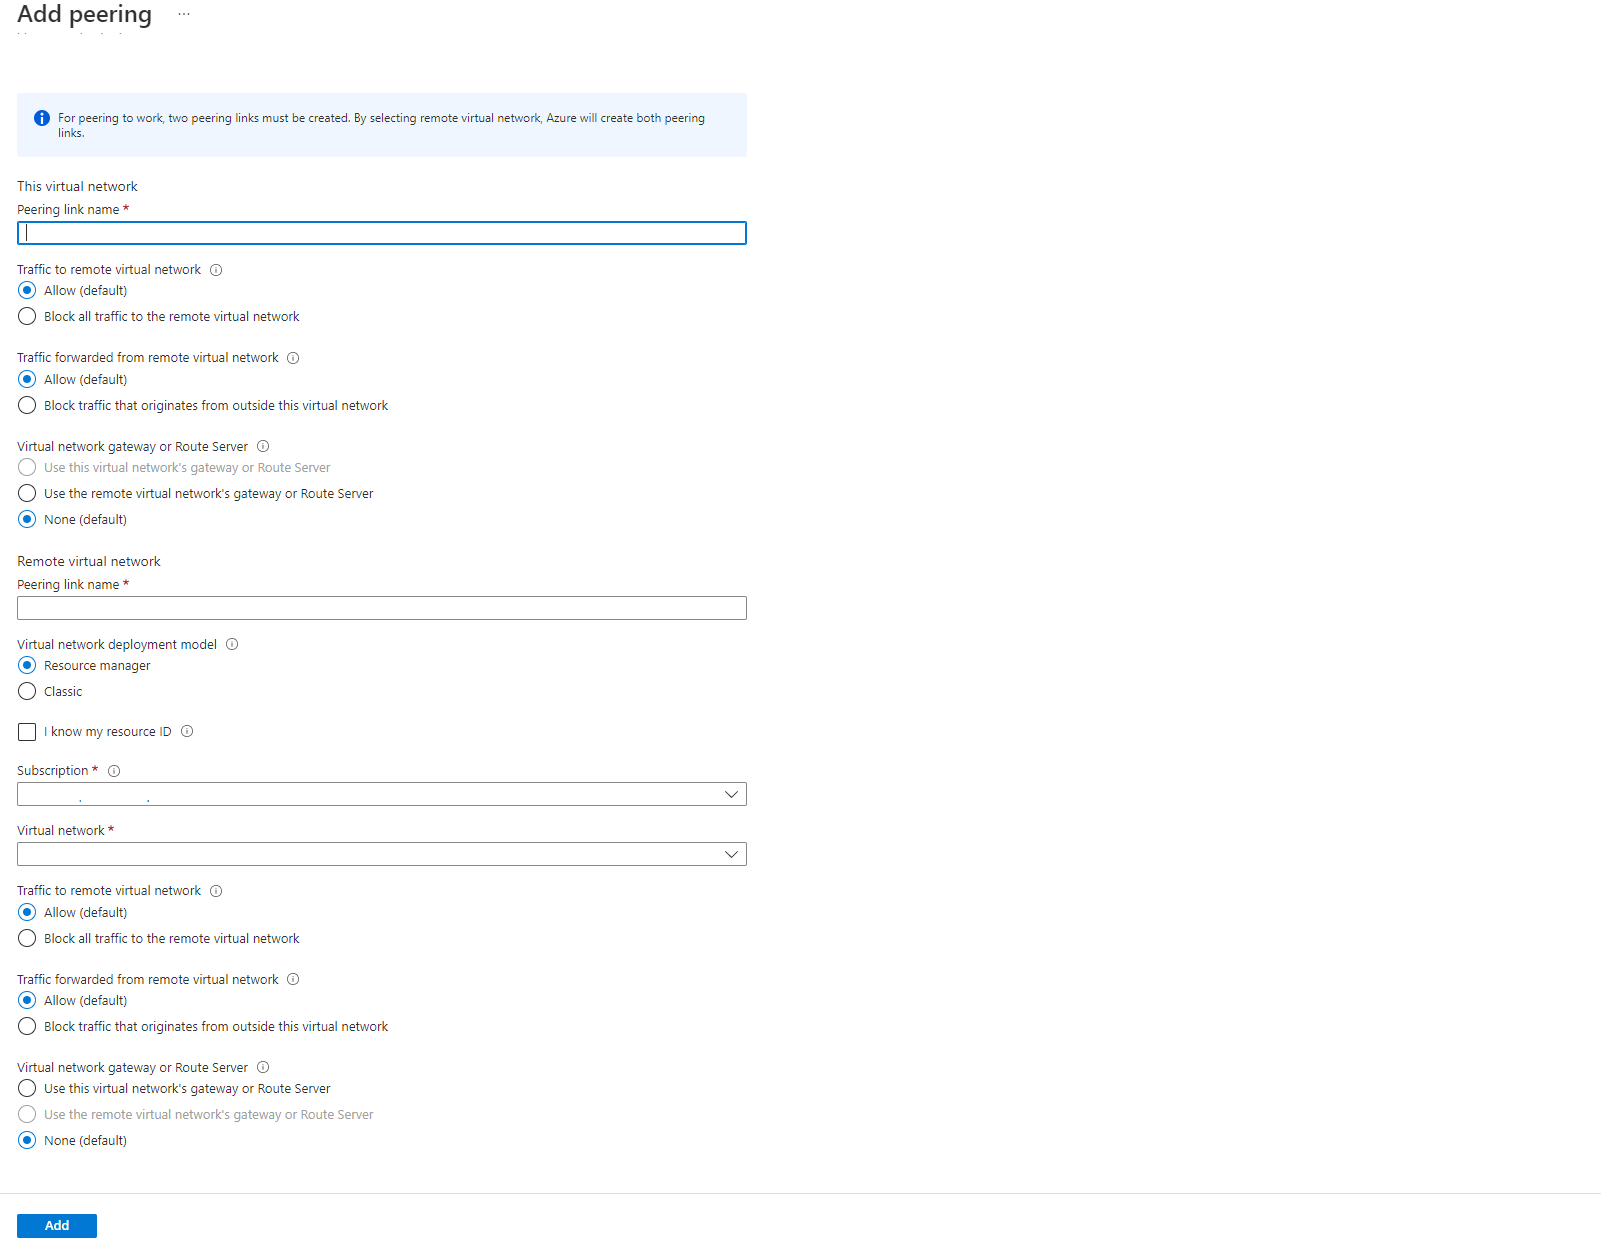 Add peering ...
For peering to work, two peering links must be created. By selecting remote virtual network, Azure will create both peering
links.
This virtual network
Peering link name *
Traffic to remote virtual network
Allow (default)
Block all traffic to the remote virtual network
Traffic forwarded from remote virtual network
Allow (default)
Block traffic that originates from outside this virtual network
Virtual network gateway or Route Server
Use this virtual network's gateway or Route Server
Use the remote virtual network's gateway or Route Server
None (default)
Remote virtual network
Peering link name *
Virtual network deployment model
Resource manager
Classic
I know my resource ID
Subscription *
Virtual network *
Traffic to remote virtual network
Allow (default)
Block all traffic to the remote virtual network
Traffic forwarded from remote virtual network
Allow (default)
Block traffic that originates from outside this virtual network
Virtual network gateway or Route Server
Use this virtual network's gateway or Route Server
Use the remote virtual network's gateway or Route Server
None (default)
Add